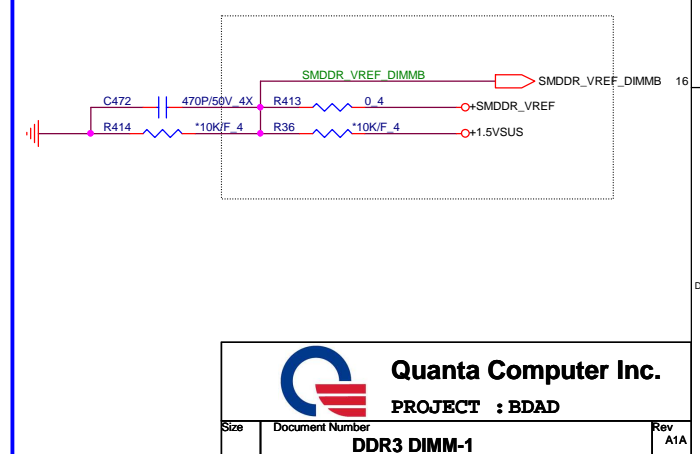 SMDDR_VREF_DIMMB
SMDDR_VREF_DIMMB 16
C472 470P/50V_4X R413 0_4 +SMDDR_VREF
R414 *10K/F_4 R36 *10K/F_4 +1.5VSUS
D
Quanta Computer Inc.
PROJECT : BDAD
Size Document Number Rev
DDR3 DIMM-1 A1A